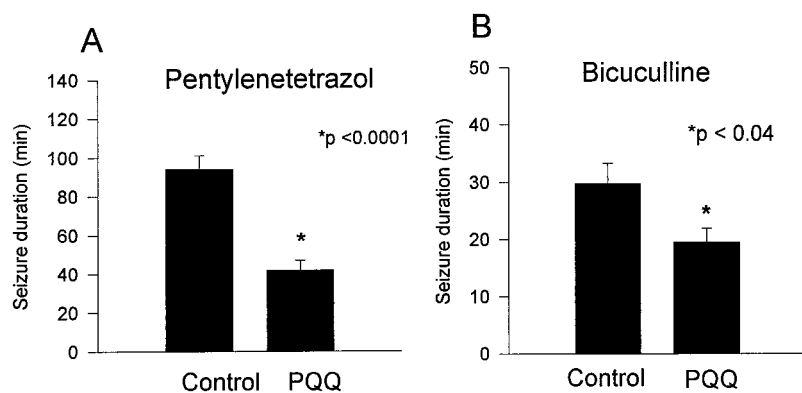 A
Pentylenetetrazol
*p <0.0001
Seizure duration (min)
140
120
100
80
60
40
20
0
*
Control PQQ
B
Bicuculline
*p < 0.04
Seizure duration (min)
50
40
30
20
10
0
*
Control PQQ